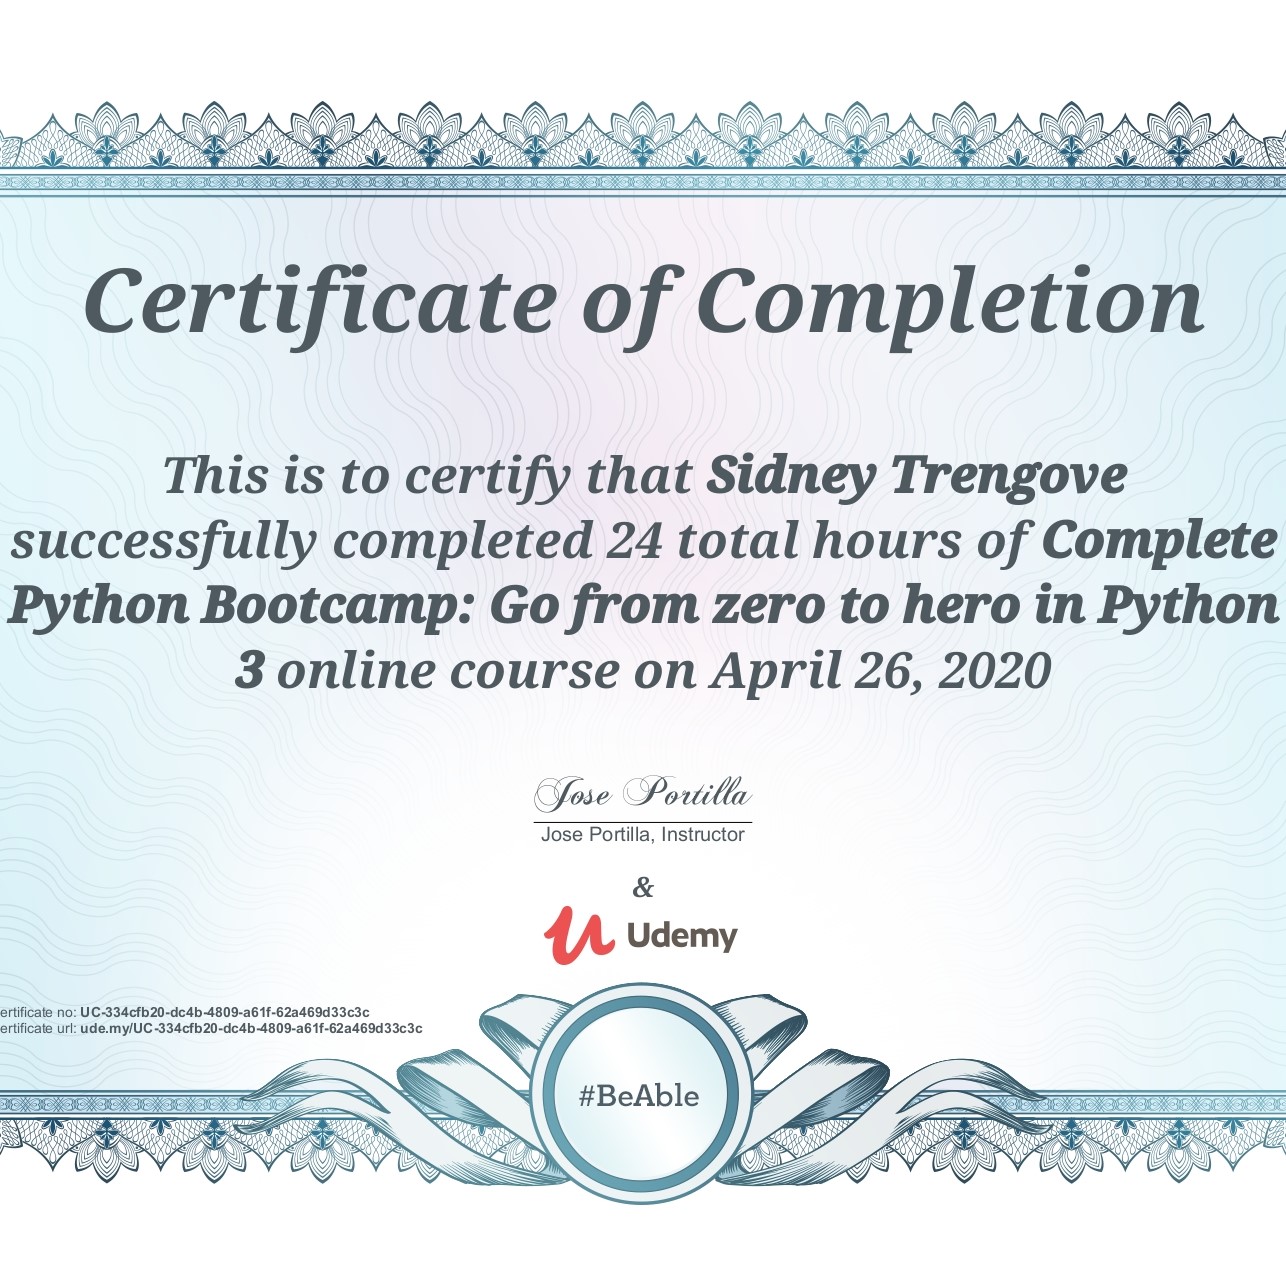 Certificate of Completion
This is to certify that Sidney Trengove
successfully completed 24 total hours of Complete
Python Bootcamp: Go from zero to hero in Python
3 online course on April 26, 2020
Jose Portilla
Jose Portilla, Instructor
&
Udemy
ertificate no: UC-334cfb20-dc4b-4809-a61f-62a469d33c3c
ertificate url: ude.my/UC-334cfb20-dc4b-4809-a61f-62a469d33c3c
#BeAble